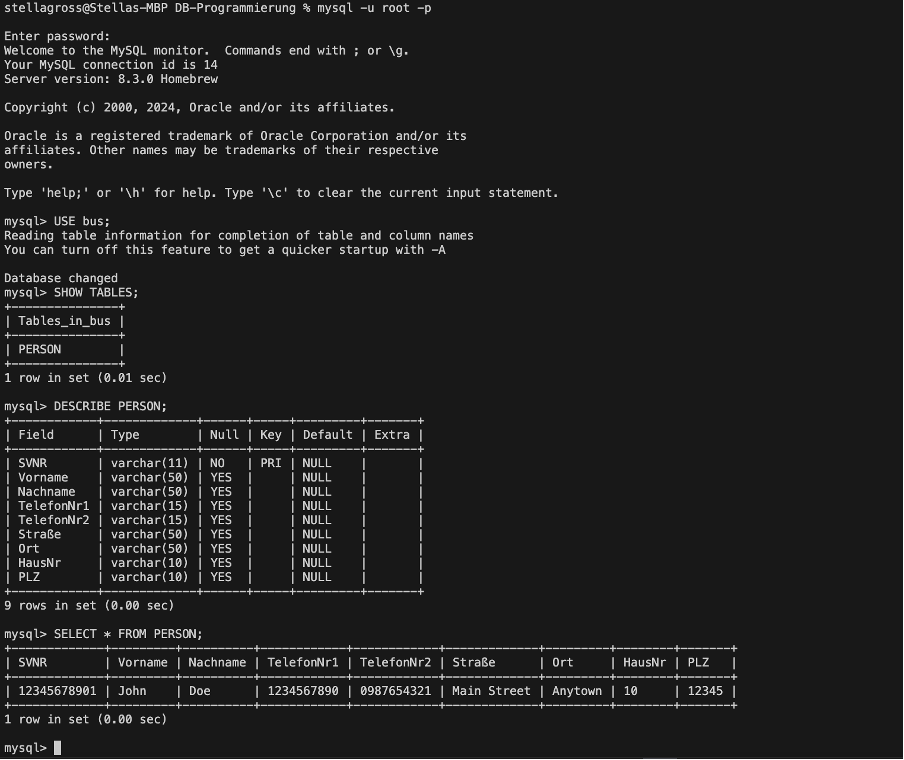 stellagross@Stellas-MBP DB-Programmierung % mysql -u root -p
Enter password:
Welcome to the MySQL monitor.  Commands end with ; or \g.
Your MySQL connection id is 14
Server version: 8.3.0 Homebrew
Copyright (c) 2000, 2024, Oracle and/or its affiliates.
Oracle is a registered trademark of Oracle Corporation and/or its
affiliates. Other names may be trademarks of their respective
owners.
Type 'help;' or '\h' for help. Type '\c' to clear the current input statement.
mysql> USE bus;
Reading table information for completion of table and column names
You can turn off this feature to get a quicker startup with -A
Database changed
mysql> SHOW TABLES;
+---------------+
| Tables_in_bus |
+---------------+
| PERSON        |
+---------------+
1 row in set (0.01 sec)
mysql> DESCRIBE PERSON;
+------------+-------------+------+-----+---------+-------+
| Field      | Type        | Null | Key | Default | Extra |
+------------+-------------+------+-----+---------+-------+
| SVNR       | varchar(11) | NO   | PRI | NULL    |       |
| Vorname    | varchar(50) | YES  |     | NULL    |       |
| Nachname   | varchar(50) | YES  |     | NULL    |       |
| TelefonNr1 | varchar(15) | YES  |     | NULL    |       |
| TelefonNr2 | varchar(15) | YES  |     | NULL    |       |
| Straße     | varchar(50) | YES  |     | NULL    |       |
| Ort        | varchar(50) | YES  |     | NULL    |       |
| HausNr     | varchar(10) | YES  |     | NULL    |       |
| PLZ        | varchar(10) | YES  |     | NULL    |       |
+------------+-------------+------+-----+---------+-------+
9 rows in set (0.00 sec)
mysql> SELECT * FROM PERSON;
+-------------+---------+----------+------------+------------+-------------+---------+--------+-------+
| SVNR        | Vorname | Nachname | TelefonNr1 | TelefonNr2 | Straße      | Ort     | HausNr | PLZ   |
+-------------+---------+----------+------------+------------+-------------+---------+--------+-------+
| 12345678901 | John    | Doe      | 1234567890 | 0987654321 | Main Street | Anytown | 10     | 12345 |
+-------------+---------+----------+------------+------------+-------------+---------+--------+-------+
1 row in set (0.00 sec)
mysql>